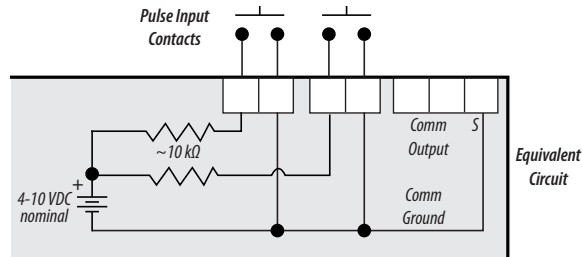 Pulse Input
Contacts
~10 kΩ
+
4-10 VDC
nominal
Comm
Output
S
Comm
Ground
Equivalent
Circuit